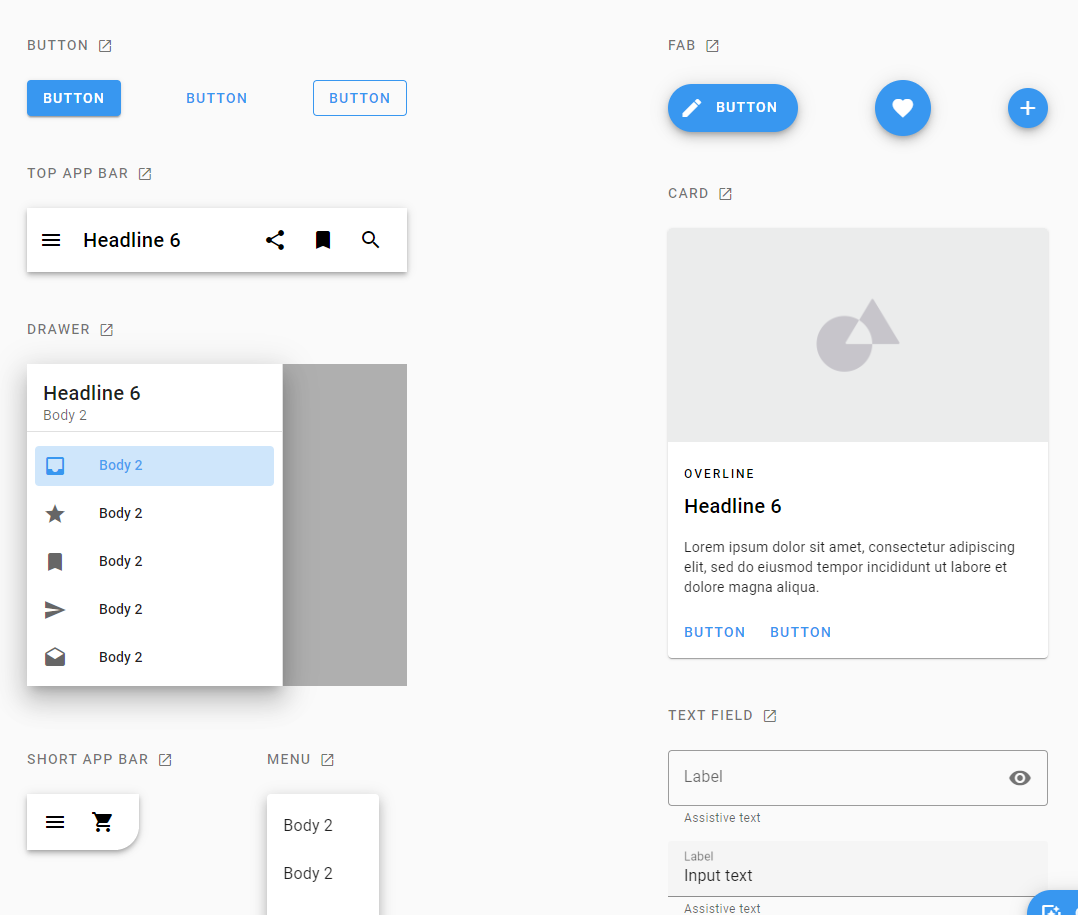 BUTTON
BUTTON BUTTON BUTTON
TOP APP BAR
Headline 6
DRAWER
Headline 6
Body 2
Body 2
Body 2
Body 2
Body 2
Body 2
SHORT APP BAR
MENU
Body 2
Body 2
FAB
BUTTON
CARD
OVERLINE
Headline 6
Lorem ipsum dolor sit amet, consectetur adipiscing
elit, sed do eiusmod tempor incididunt ut labore et
dolore magna aliqua.
BUTTON BUTTON
TEXT FIELD
Label
Assistive text
Label
Input text
Assistive text